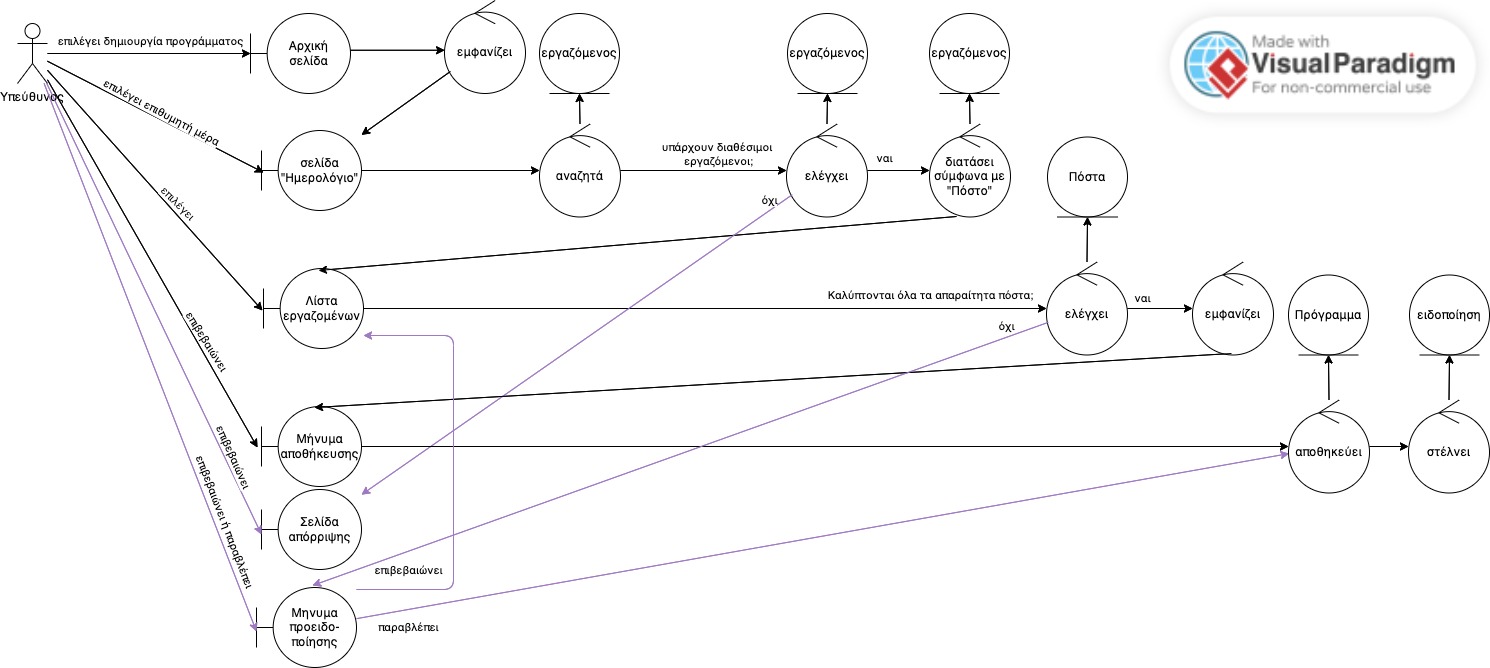 επιλέγει δημιουργία προγράμματος
Αρχική
σελίδα
εμφανίζει
εργαζόμενος
εργαζόμενος
εργαζόμενος
Made with
Visual Paradigm
For non-commercial use
Υπεύθυνος
επιλέγει επιθυμητή μέρα
σελίδα
"Ημερολόγιο"
αναζητά
υπάρχουν διαθέσιμοι
εργαζόμενοι;
ελέγχει
ναι
διατάσει
σύμφωνα με
"Πόστο"
Πόστα
όχι
επιλέγει
Λίστα
εργαζομένων
Καλύπτονται όλα τα απαραίτητα πόστα;
ελέγχει
ναι
εμφανίζει
Πρόγραμμα
ειδοποίηση
όχι
επιβεβαιώνει
Μήνυμα
αποθήκευσης
αποθηκεύει
στέλνει
επιβεβαιώνει
Σελίδα
απόρριψης
επιβεβαιώνει ή παραβλέπει
επιβεβαιώνει
Μηνυμα
προειδο-
ποίησης
παραβλέπει